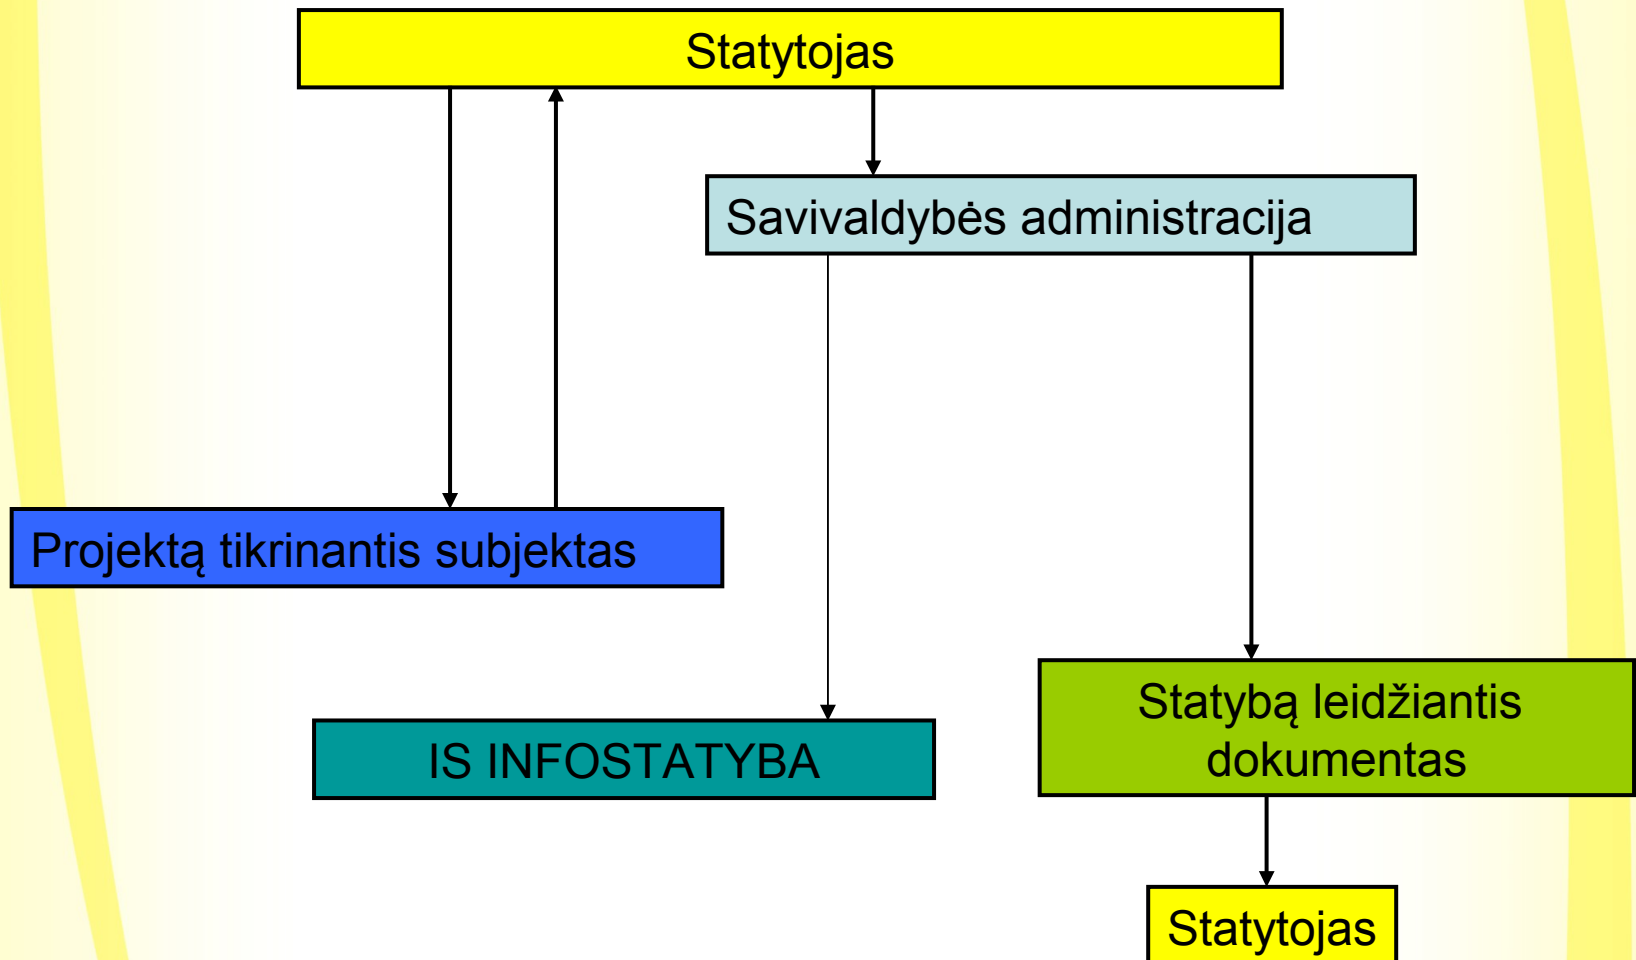 Statytojas
Savivaldybės administracija
Projektą tikrinantis subjektas
IS INFOSTATYBA
Statybą leidžiantis
dokumentas
Statytojas